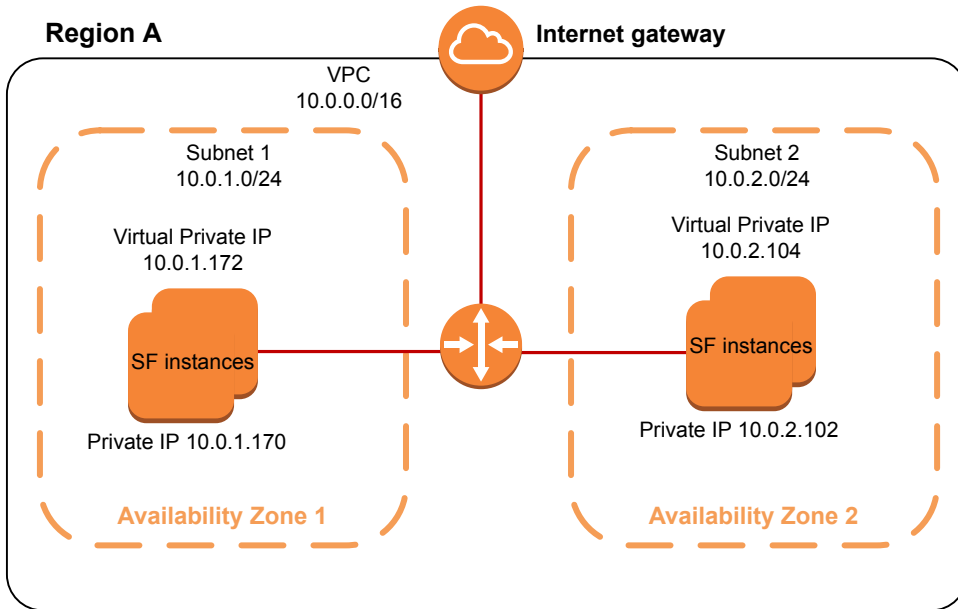 Region A
Internet gateway
VPC
10.0.0.0/16
Subnet 1
10.0.1.0/24
Virtual Private IP
10.0.1.172
SF instances
Private IP 10.0.1.170
Availability Zone 1
Subnet 2
10.0.2.0/24
Virtual Private IP
10.0.2.104
SF instances
Private IP 10.0.2.102
Availability Zone 2